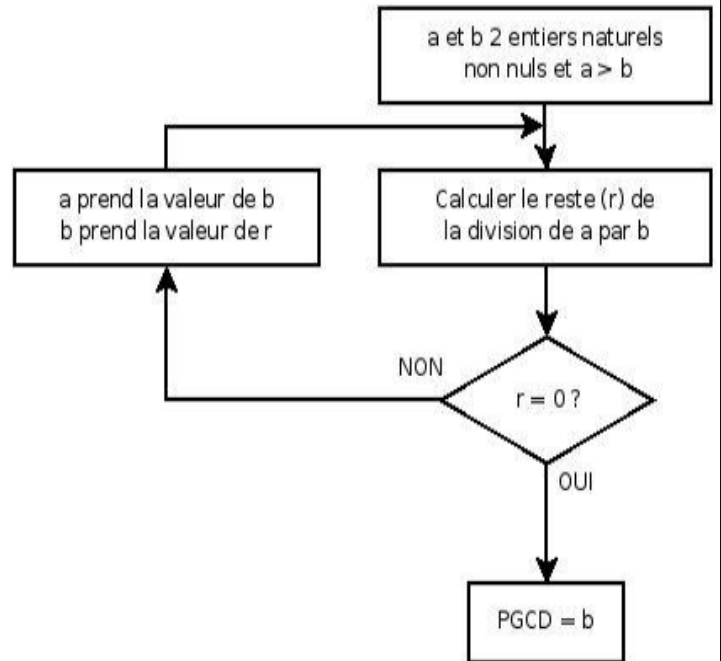 a et b 2 entiers naturels
non nuls et a > b
a prend la valeur de b
b prend la valeur de r
Calculer le reste (r) de
la division de a par b
NON
r = 0 ?
OUI
PGCD = b